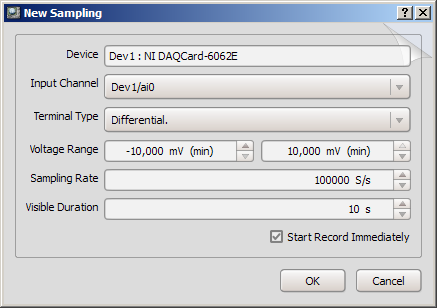 New Sampling
Device Dev1 : NI DAQCard-6062E
Input Channel Dev1/ai0
Terminal Type Differential.
Voltage Range -10,000 mV (min) 10,000 mV (min)
Sampling Rate 100000 S/s
Visible Duration 10 s
Start Record Immediately
OK Cancel